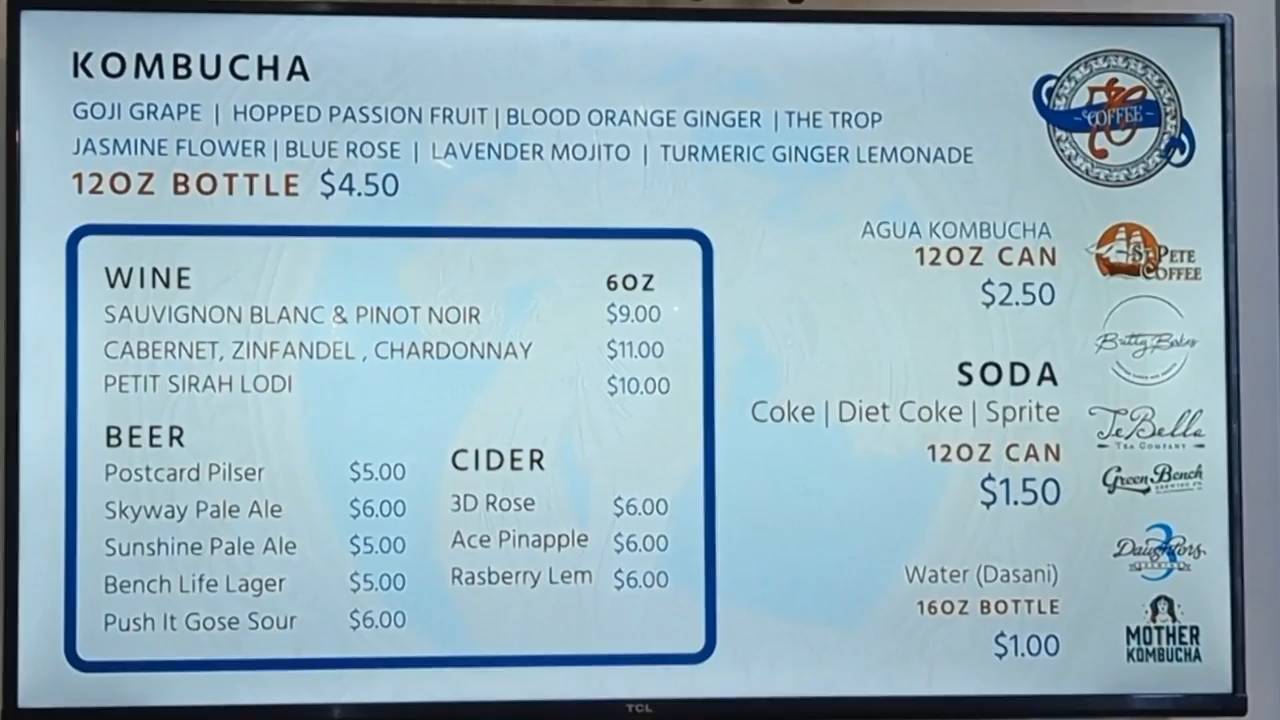 KOMBUCHA
GOJI GRAPE | HOPPED PASSION FRUIT | BLOOD ORANGE GINGER | THE TROP
JASMINE FLOWER | BLUE ROSE | LAVENDER MOJITO | TURMERIC GINGER LEMONADE
12OZ BOTTLE $4.50
WINE 6OZ
SAUVIGNON BLANC & PINOT NOIR $9.00
CABERNET, ZINFANDEL , CHARDONNAY $11.00
PETIT SIRAH LODI $10.00
BEER
Postcard Pilser $5.00
Skyway Pale Ale $6.00
Sunshine Pale Ale $5.00
Bench Life Lager $5.00
Push It Gose Sour $6.00
CIDER
3D Rose $6.00
Ace Pinapple $6.00
Rasberry Lem $6.00
AGUA KOMBUCHA
12OZ CAN
$2.50
SODA
Coke | Diet Coke | Sprite
12OZ CAN
$1.50
Water (Dasani)
16OZ BOTTLE
$1.00
COFFEE
ST. PETE
COFFEE
TeBella
TEA COMPANY
Green Bench
BREWING CO.
3 Daughters
BREWING
MOTHER
KOMBUCHA
TCL